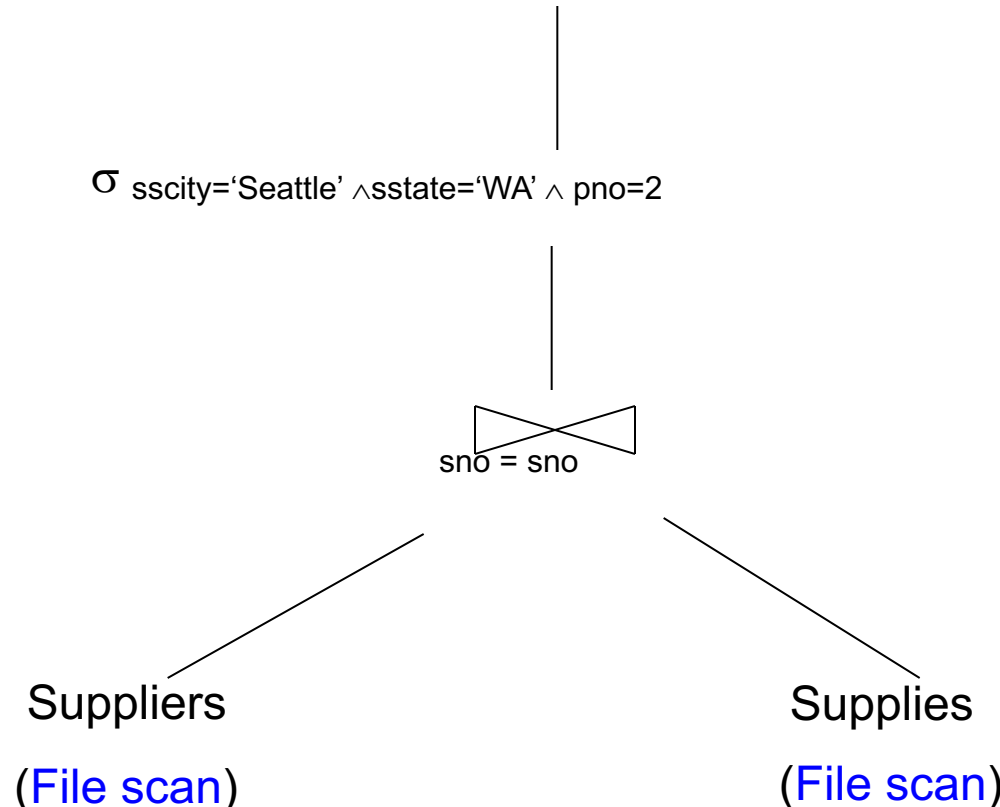 σ sscity=‘Seattle’ ∧sstate=‘WA’ ∧ pno=2
sno = sno
Suppliers
Supplies
(File scan)
(File scan)